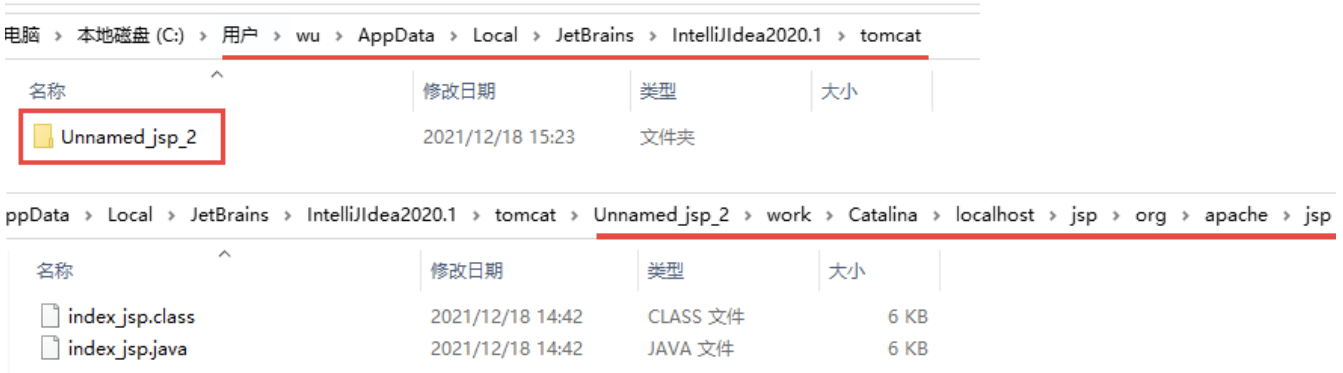 电脑 › 本地磁盘 (C:) › 用户 › wu › AppData › Local › JetBrains › IntelliJIdea2020.1 › tomcat
名称 修改日期 类型 大小
Unnamed_jsp_2 2021/12/18 15:23 文件夹
ppData › Local › JetBrains › IntelliJIdea2020.1 › tomcat › Unnamed_jsp_2 › work › Catalina › localhost › jsp › org › apache › jsp
名称 修改日期 类型 大小
index_jsp.class 2021/12/18 14:42 CLASS 文件 6 KB
index_jsp.java 2021/12/18 14:42 JAVA 文件 6 KB